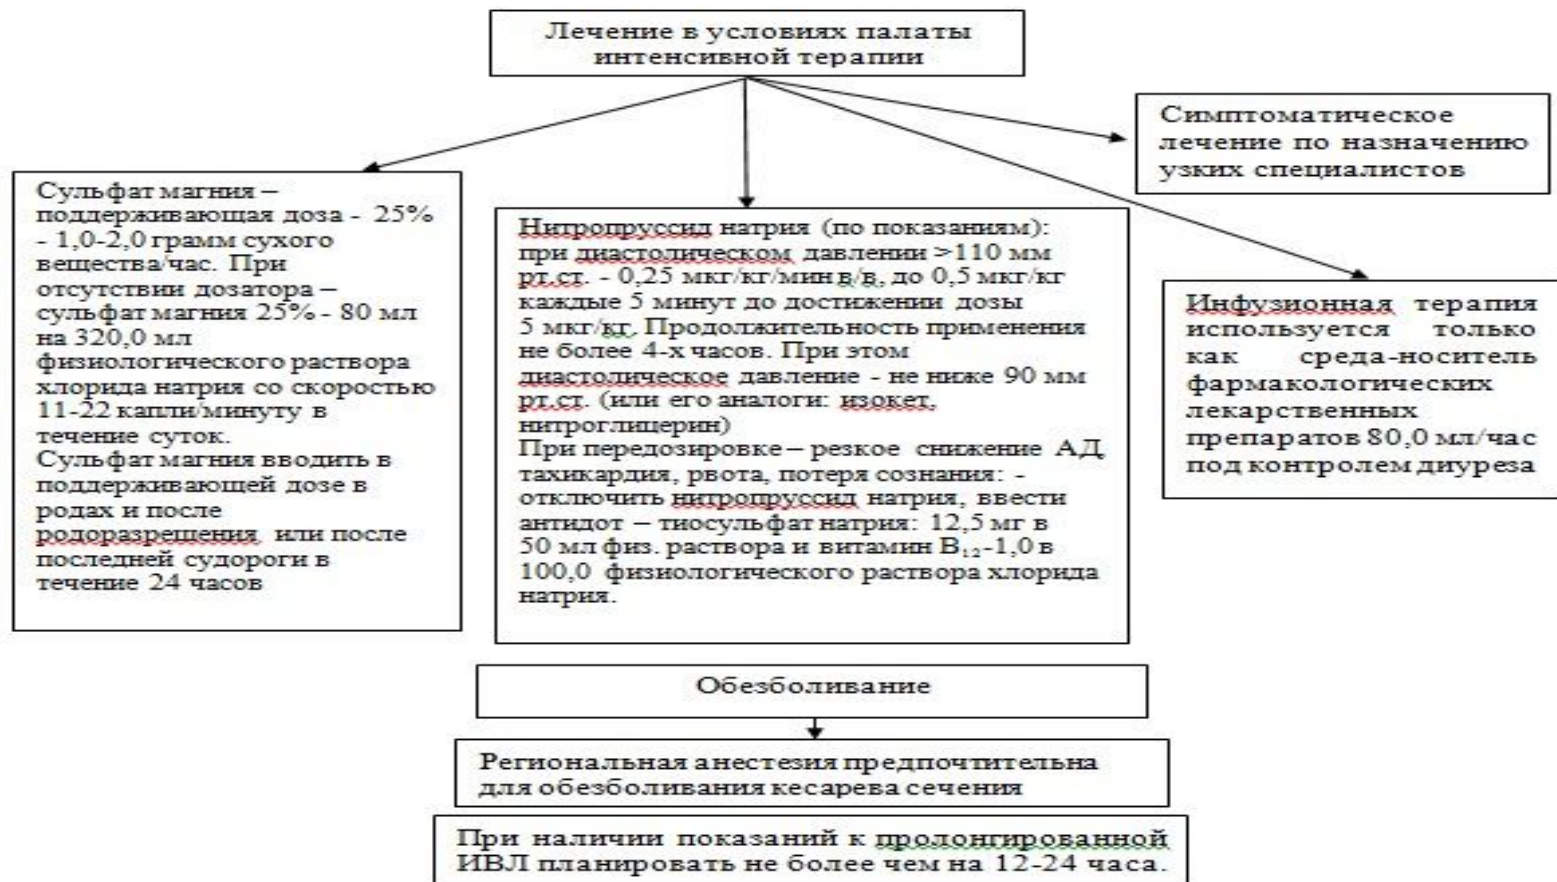 Лечение в условиях палаты
интенсивной терапии
Симптоматическое
лечение по назначению
узких специалистов
Сульфат магния –
поддерживающая доза - 25%
- 1,0-2,0 грамм сухого
вещества/час. При
отсутствии дозатора –
сульфат магния 25% - 80 мл
на 320,0 мл
физиологического раствора
хлорида натрия со скоростью
11-22 капли/минуту в
течение суток.
Сульфат магния вводить в
поддерживающей дозе в
родах и после
родоразрешения или после
последней судороги в
течение 24 часов
Нитропруссид натрия (по показаниям):
при диастолическом давлении >110 мм
рт.ст. - 0,25 мкг/кг/мин в/в, до 0,5 мкг/кг
каждые 5 минут до достижении дозы
5 мкг/кг. Продолжительность применения
не более 4-х часов. При этом
диастолическое давление - не ниже 90 мм
рт.ст. (или его аналоги: изокет,
нитроглицерин)
При передозировке – резкое снижение АД,
тахикардия, рвота, потеря сознания: -
отключить нитропруссид натрия, ввести
антидот – тиосульфат натрия: 12,5 мг в
50 мл физ. раствора и витамин В₁₂-1,0 в
100,0 физиологического раствора хлорида
натрия.
Инфузионная терапия
используется только
как среда-носитель
фармакологических
лекарственных
препаратов 80,0 мл/час
под контролем диуреза
Обезболивание
Региональная анестезия предпочтительна
для обезболивания кесарева сечения
При наличии показаний к пролонгированной
ИВЛ планировать не более чем на 12-24 часа.